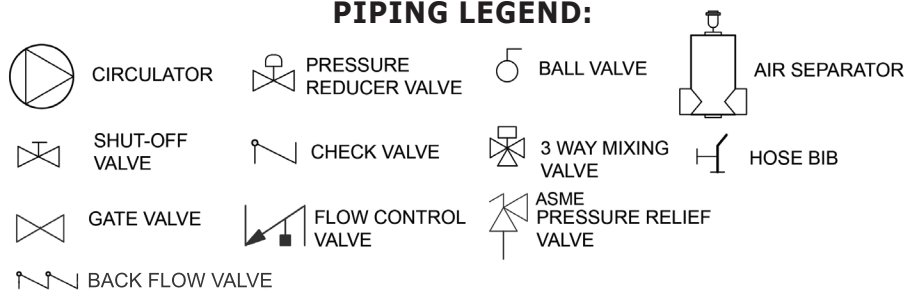 PIPING LEGEND:
CIRCULATOR
PRESSURE
REDUCER VALVE
BALL VALVE
AIR SEPARATOR
SHUT-OFF
VALVE
CHECK VALVE
3 WAY MIXING
VALVE
HOSE BIB
GATE VALVE
FLOW CONTROL
VALVE
ASME
PRESSURE RELIEF
VALVE
BACK FLOW VALVE